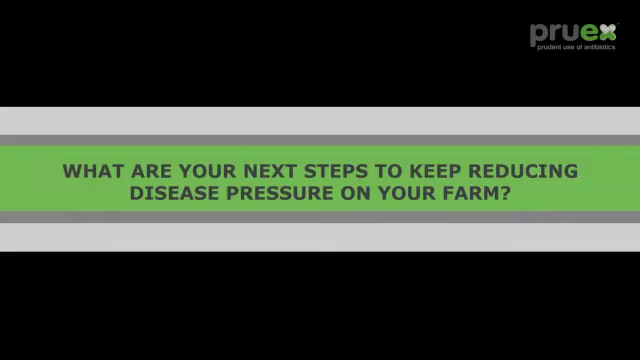 pruex
prudent use of antibiotics
WHAT ARE YOUR NEXT STEPS TO KEEP REDUCING
DISEASE PRESSURE ON YOUR FARM?